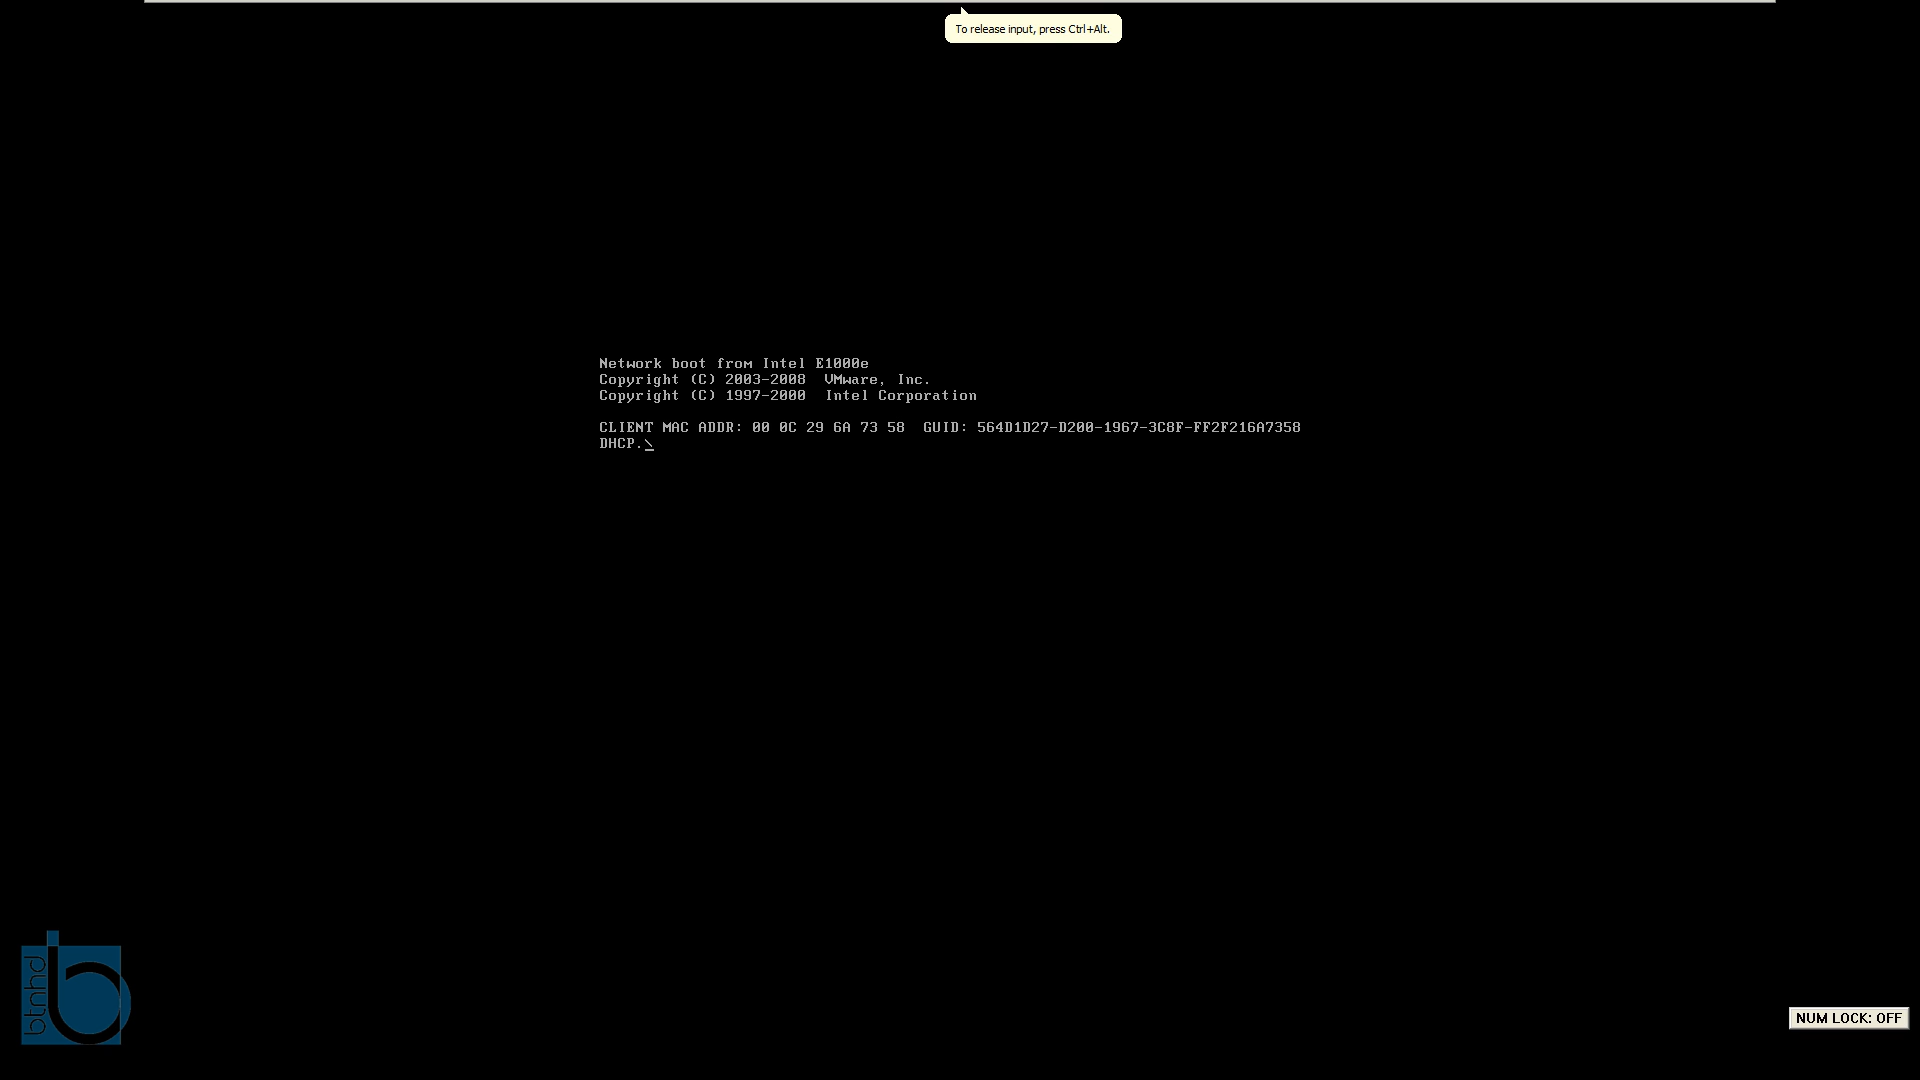 To release input, press Ctrl+Alt.
Network boot from Intel E1000e
Copyright (C) 2003-2008  VMware, Inc.
Copyright (C) 1997-2000  Intel Corporation
CLIENT MAC ADDR: 00 0C 29 6A 73 58  GUID: 564D1D27-D200-1967-3C8F-FF2F216A7358
DHCP.\
btnhd
NUM LOCK: OFF